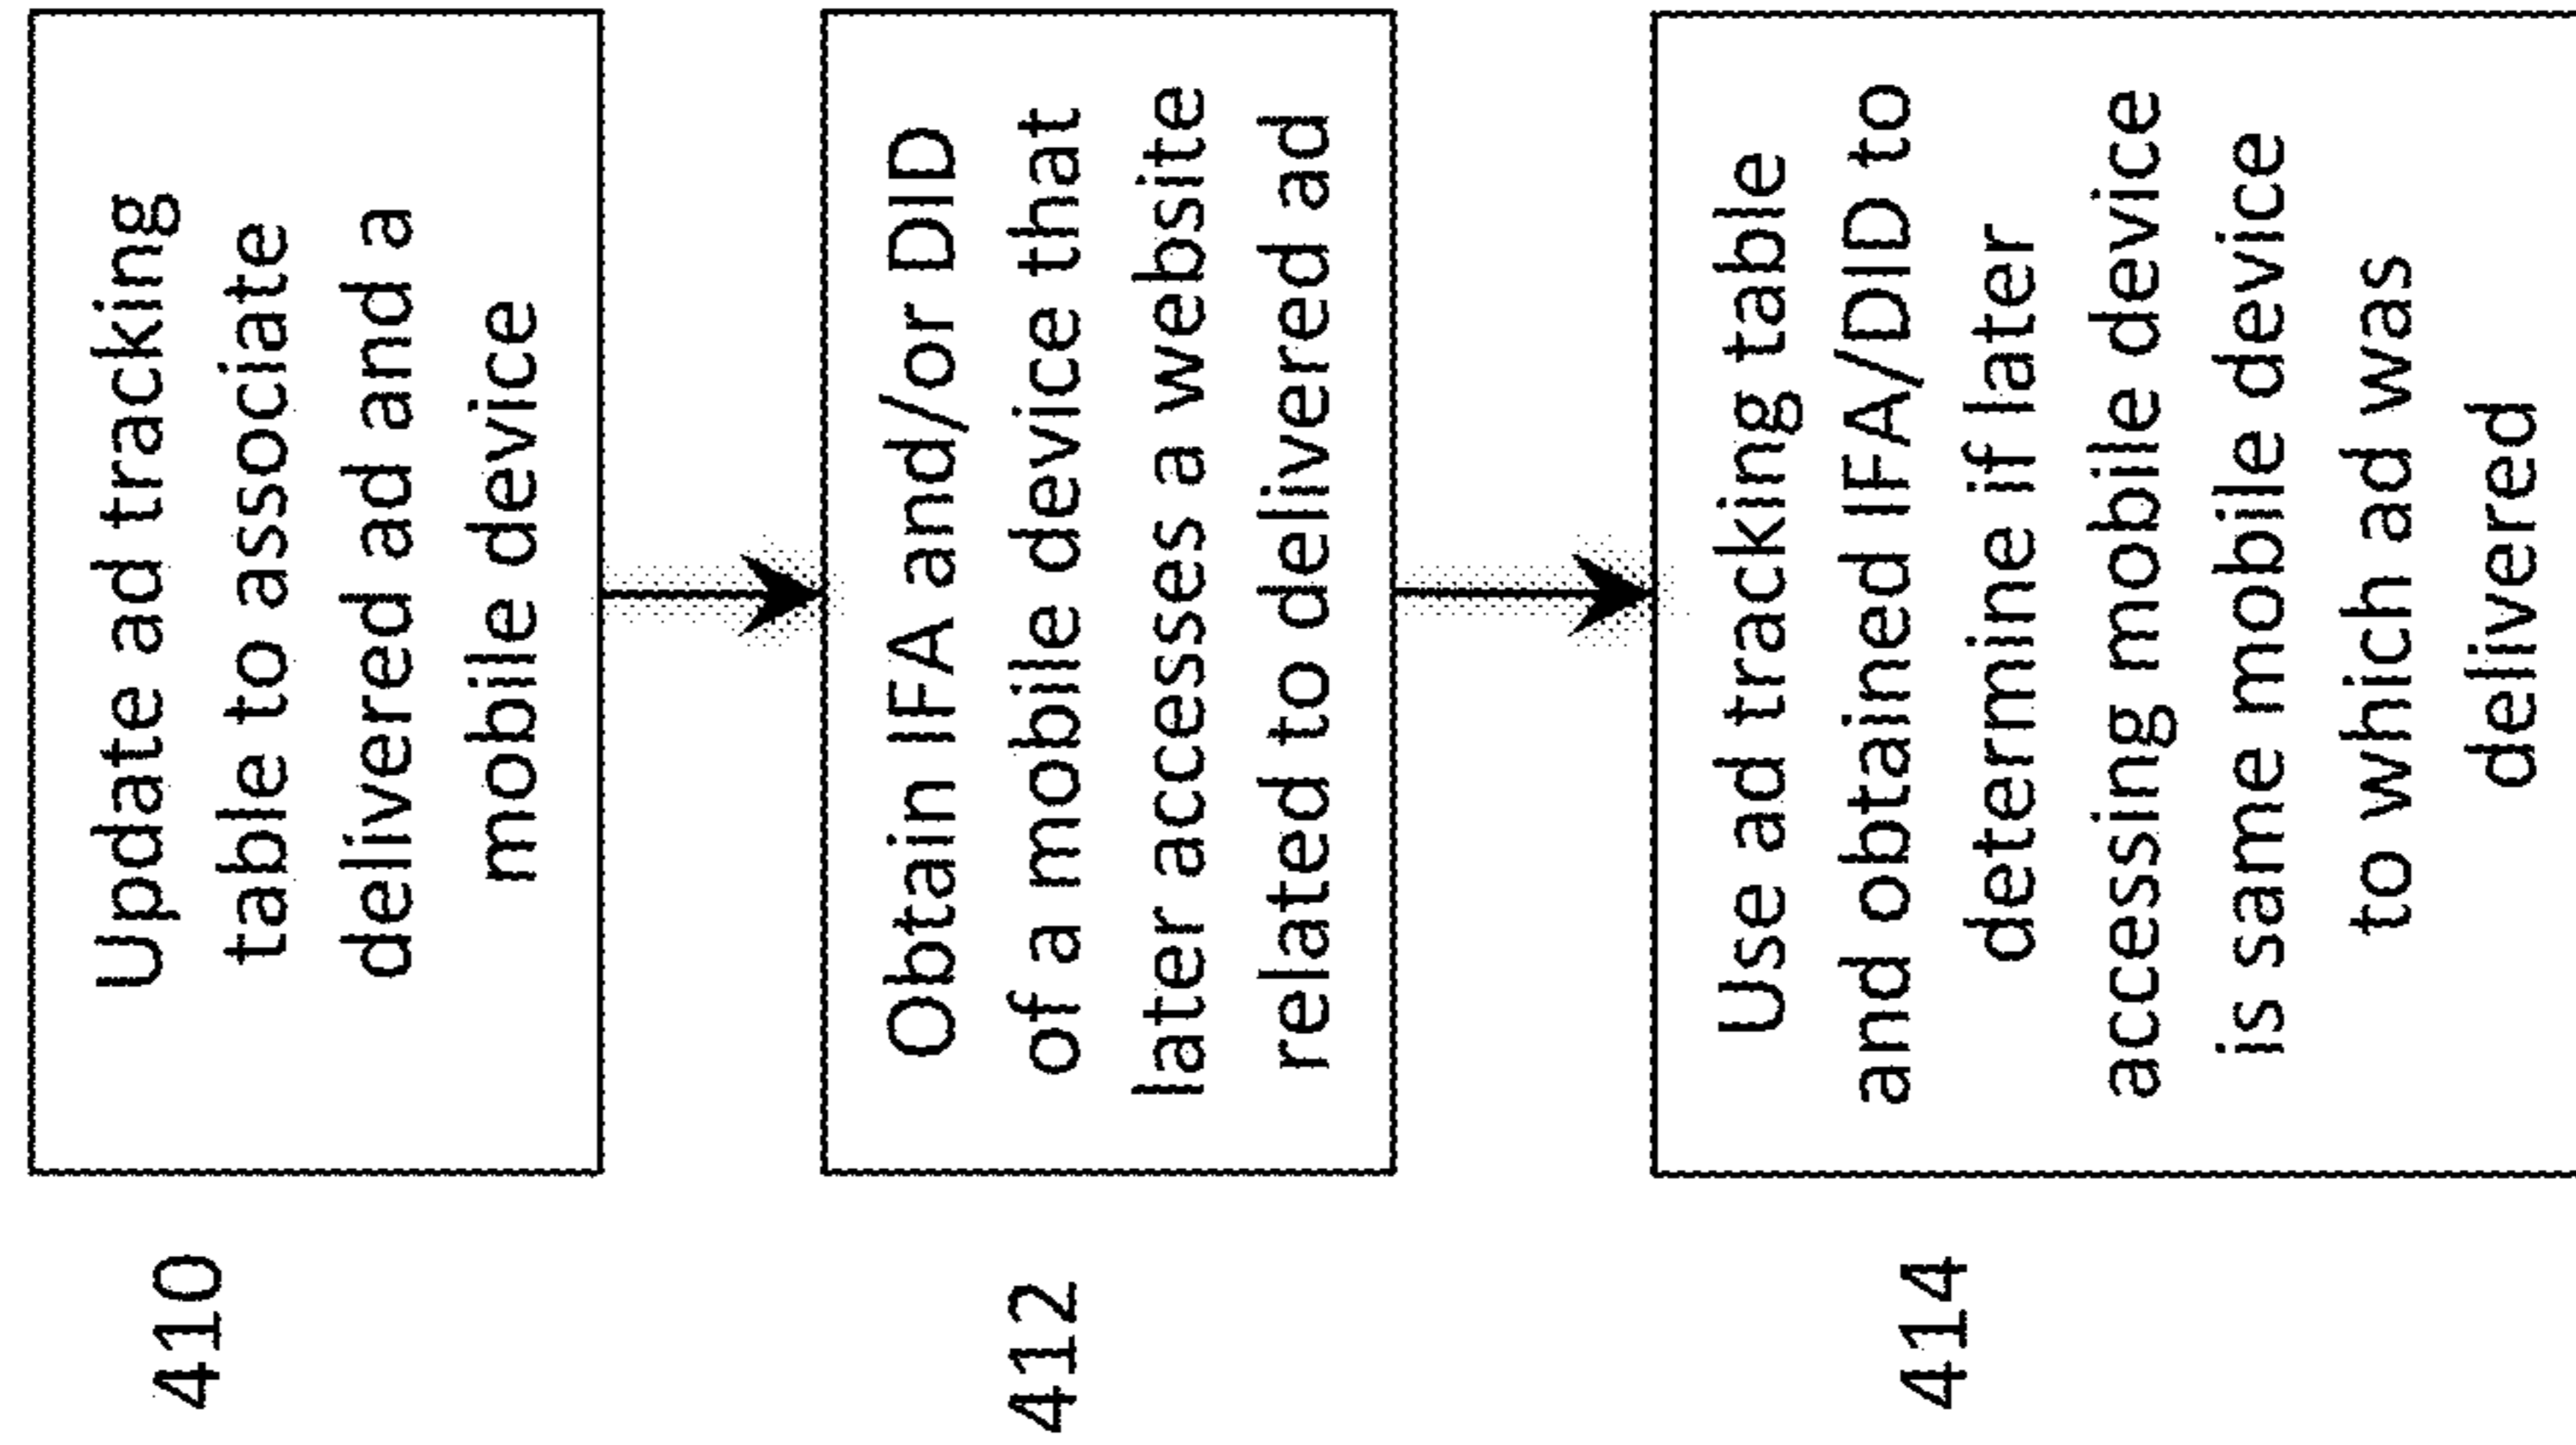 410
Update ad tracking
table to associate
delivered ad and a
mobile device
412
Obtain IFA and/or DID
of a mobile device that
later accesses a website
related to delivered ad
414
Use ad tracking table
and obtained IFA/DID to
determine if later
accessing mobile device
is same mobile device
to which ad was
delivered